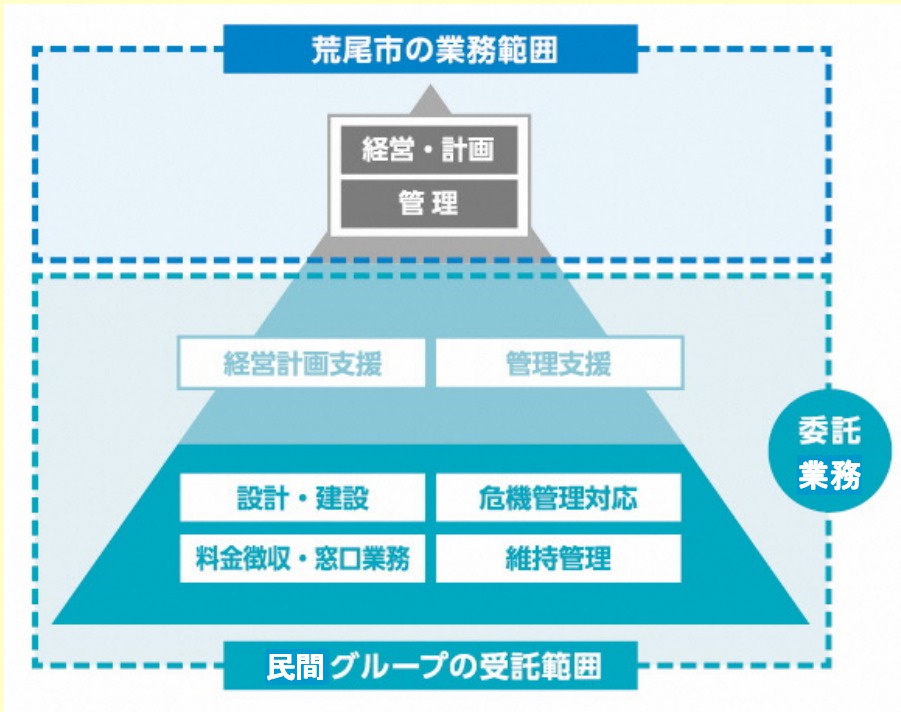 荒尾市の業務範囲
経営・計画
管理
経営計画支援
管理支援
委託
業務
設計・建設
危機管理対応
料金徴収・窓口業務
維持管理
民間グループの受託範囲